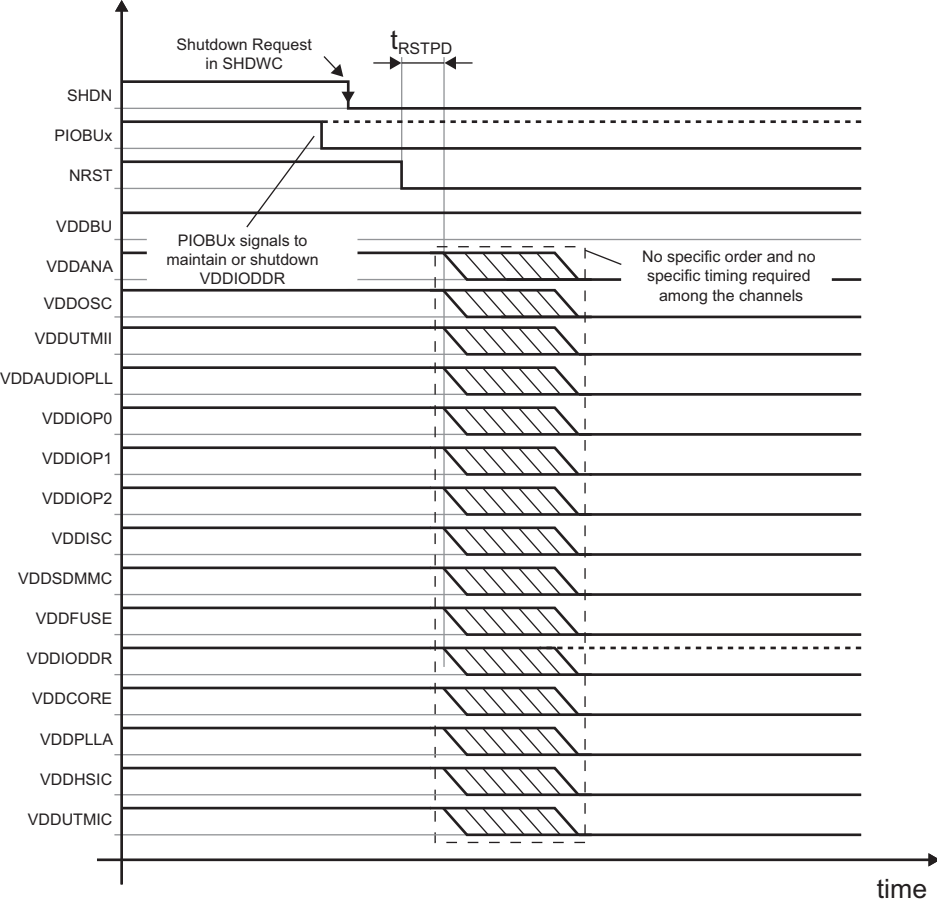 Shutdown Request
in SHDWC
tRSTPD
SHDN
PIOBUx
NRST
VDDBU
PIOBUx signals to
maintain or shutdown
VDDIODDR
No specific order and no
specific timing required
among the channels
VDDANA
VDDOSC
VDDUTMII
VDDAUDIOPLL
VDDIOP0
VDDIOP1
VDDIOP2
VDDISC
VDDSDMMC
VDDFUSE
VDDIODDR
VDDCORE
VDDPLLA
VDDHSIC
VDDUTMIC
time